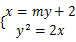 {x = my + 2
y² = 2x